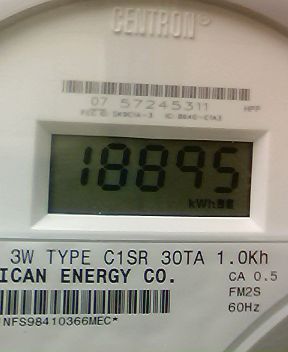 CENTRON®
07 57245311 HPP
18895
kWh
3W TYPE C1SR 30TA 1.0Kh
ICAN ENERGY CO. CA 0.5
FM2S
NFS98410366MEC* 60Hz